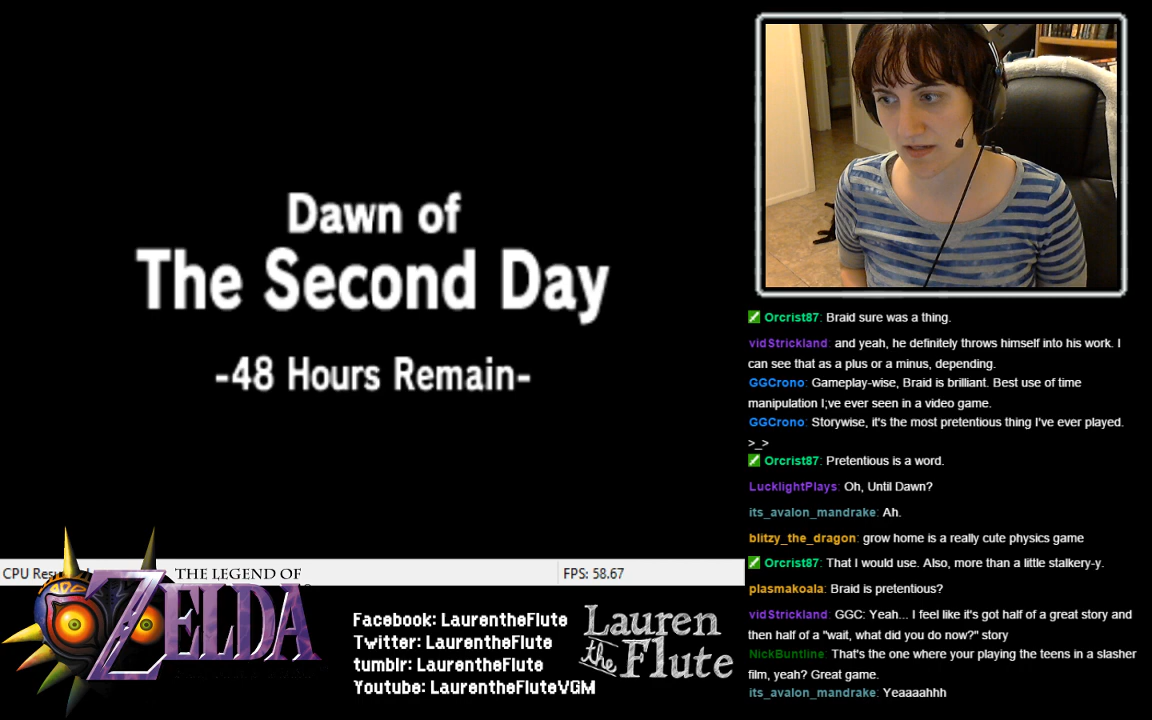 Dawn of
The Second Day
-48 Hours Remain-
Orcrist87: Braid sure was a thing.
vidStrickland: and yeah, he definitely throws himself into his work. I
can see that as a plus or a minus, depending.
GGCrono: Gameplay-wise, Braid is brilliant. Best use of time
manipulation I;ve ever seen in a video game.
GGCrono: Storywise, it's the most pretentious thing I've ever played.
>_>
Orcrist87: Pretentious is a word.
LucklightPlays: Oh, Until Dawn?
its_avalon_mandrake: Ah.
blitzy_the_dragon: grow home is a really cute physics game
Orcrist87: That I would use. Also, more than a little stalkery-y.
plasmakoala: Braid is pretentious?
vidStrickland: GGC: Yeah... I feel like it's got half of a great story and
then half of a "wait, what did you do now?" story
NickBuntline: That's the one where your playing the teens in a slasher
film, yeah? Great game.
its_avalon_mandrake: Yeaaaahhh
CPU
FPS: 58.67
THE LEGEND OF
ZELDA
Facebook: LaurentheFlute
Twitter: LaurentheFlute
tumblr: LaurentheFlute
Youtube: LaurentheFluteVGM
Lauren
the Flute